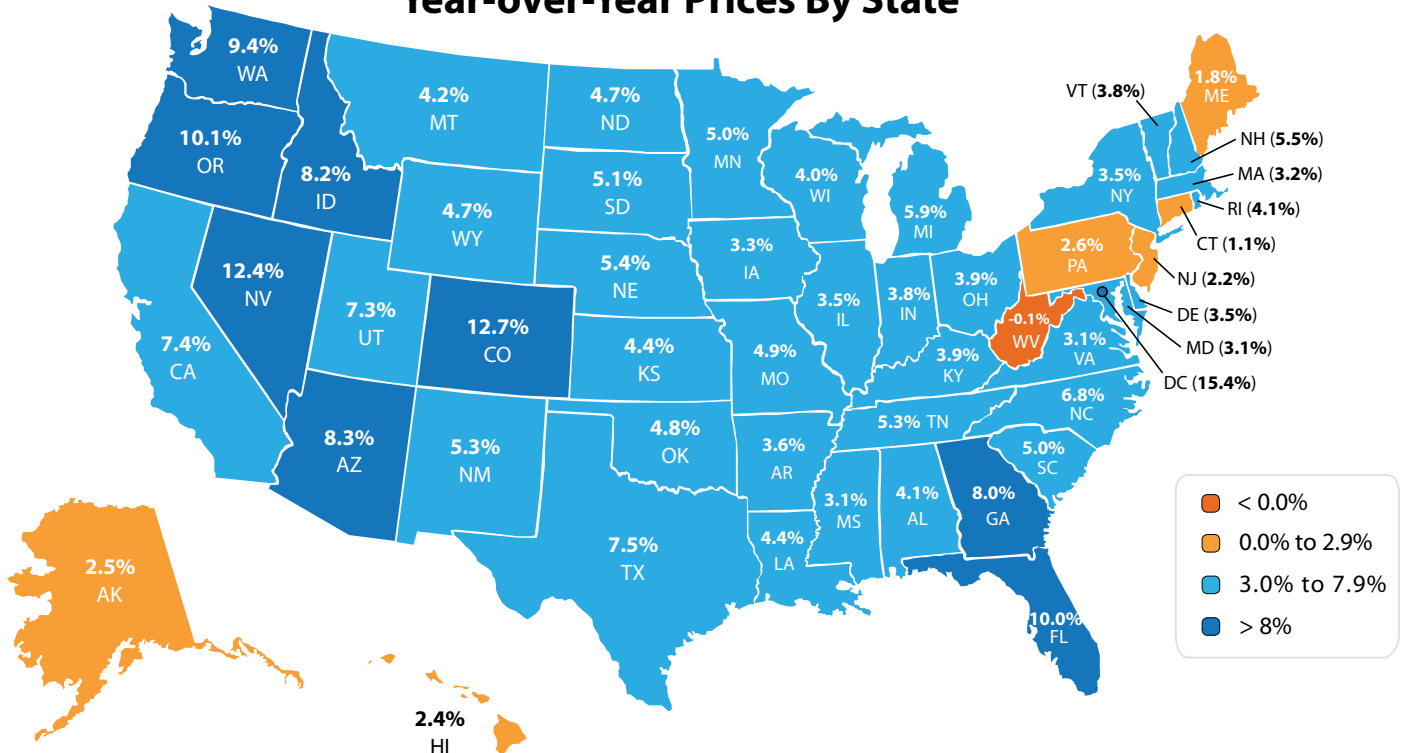 Year-over-Year Prices By State
9.4%
WA
10.1%
OR
8.2%
ID
4.2%
MT
4.7%
ND
5.0%
MN
5.1%
SD
4.7%
WY
4.0%
WI
5.9%
MI
3.5%
NY
1.8%
ME
VT (3.8%)
NH (5.5%)
MA (3.2%)
RI (4.1%)
CT (1.1%)
NJ (2.2%)
DE (3.5%)
MD (3.1%)
DC (15.4%)
2.6%
PA
12.4%
NV
7.3%
UT
7.4%
CA
12.7%
CO
5.4%
NE
3.3%
IA
3.5%
IL
3.8%
IN
3.9%
OH
-0.1%
WV
3.1%
VA
3.9%
KY
4.4%
KS
4.9%
MO
6.8%
NC
5.3% TN
5.0%
SC
8.3%
AZ
5.3%
NM
4.8%
OK
3.6%
AR
3.1%
MS
4.1%
AL
8.0%
GA
4.4%
LA
7.5%
TX
10.0%
FL
2.5%
AK
2.4%
HI
< 0.0%
0.0% to 2.9%
3.0% to 7.9%
> 8%